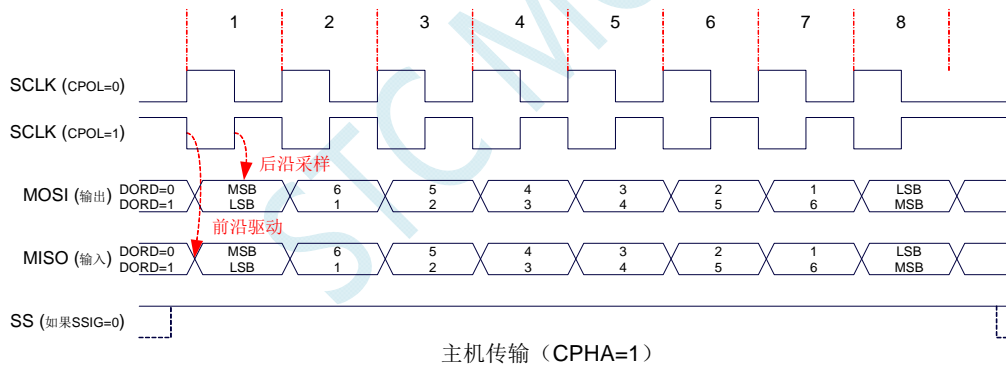 1 2 3 4 5 6 7 8
SCLK (CPOL=0)
SCLK (CPOL=1)
后沿采样
MOSI (输出) DORD=0 MSB 6 5 4 3 2 1 LSB
DORD=1 LSB 1 2 3 4 5 6 MSB
前沿驱动
MISO (输入) DORD=0 MSB 6 5 4 3 2 1 LSB
DORD=1 LSB 1 2 3 4 5 6 MSB
SS (如果SSIG=0)
主机传输（CPHA=1）
STC M